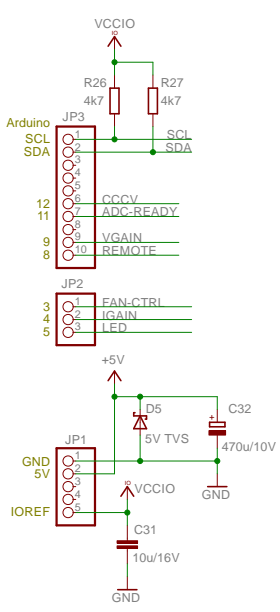 VCCIO
R26 R27
4k7 4k7
Arduino JP3
SCL 1 SCL
SDA 2 SDA
3
4
5
12 6 CCCV
11 7 ADC-READY
8
9 9 VGAIN
8 10 REMOTE
JP2
3 1 FAN-CTRL
4 2 IGAIN
5 3 LED
+5V
D5 C32
5V TVS + 470u/10V
JP1
GND 1
5V 2 GND
3 VCCIO
4
IOREF 5
C31
10u/16V
GND